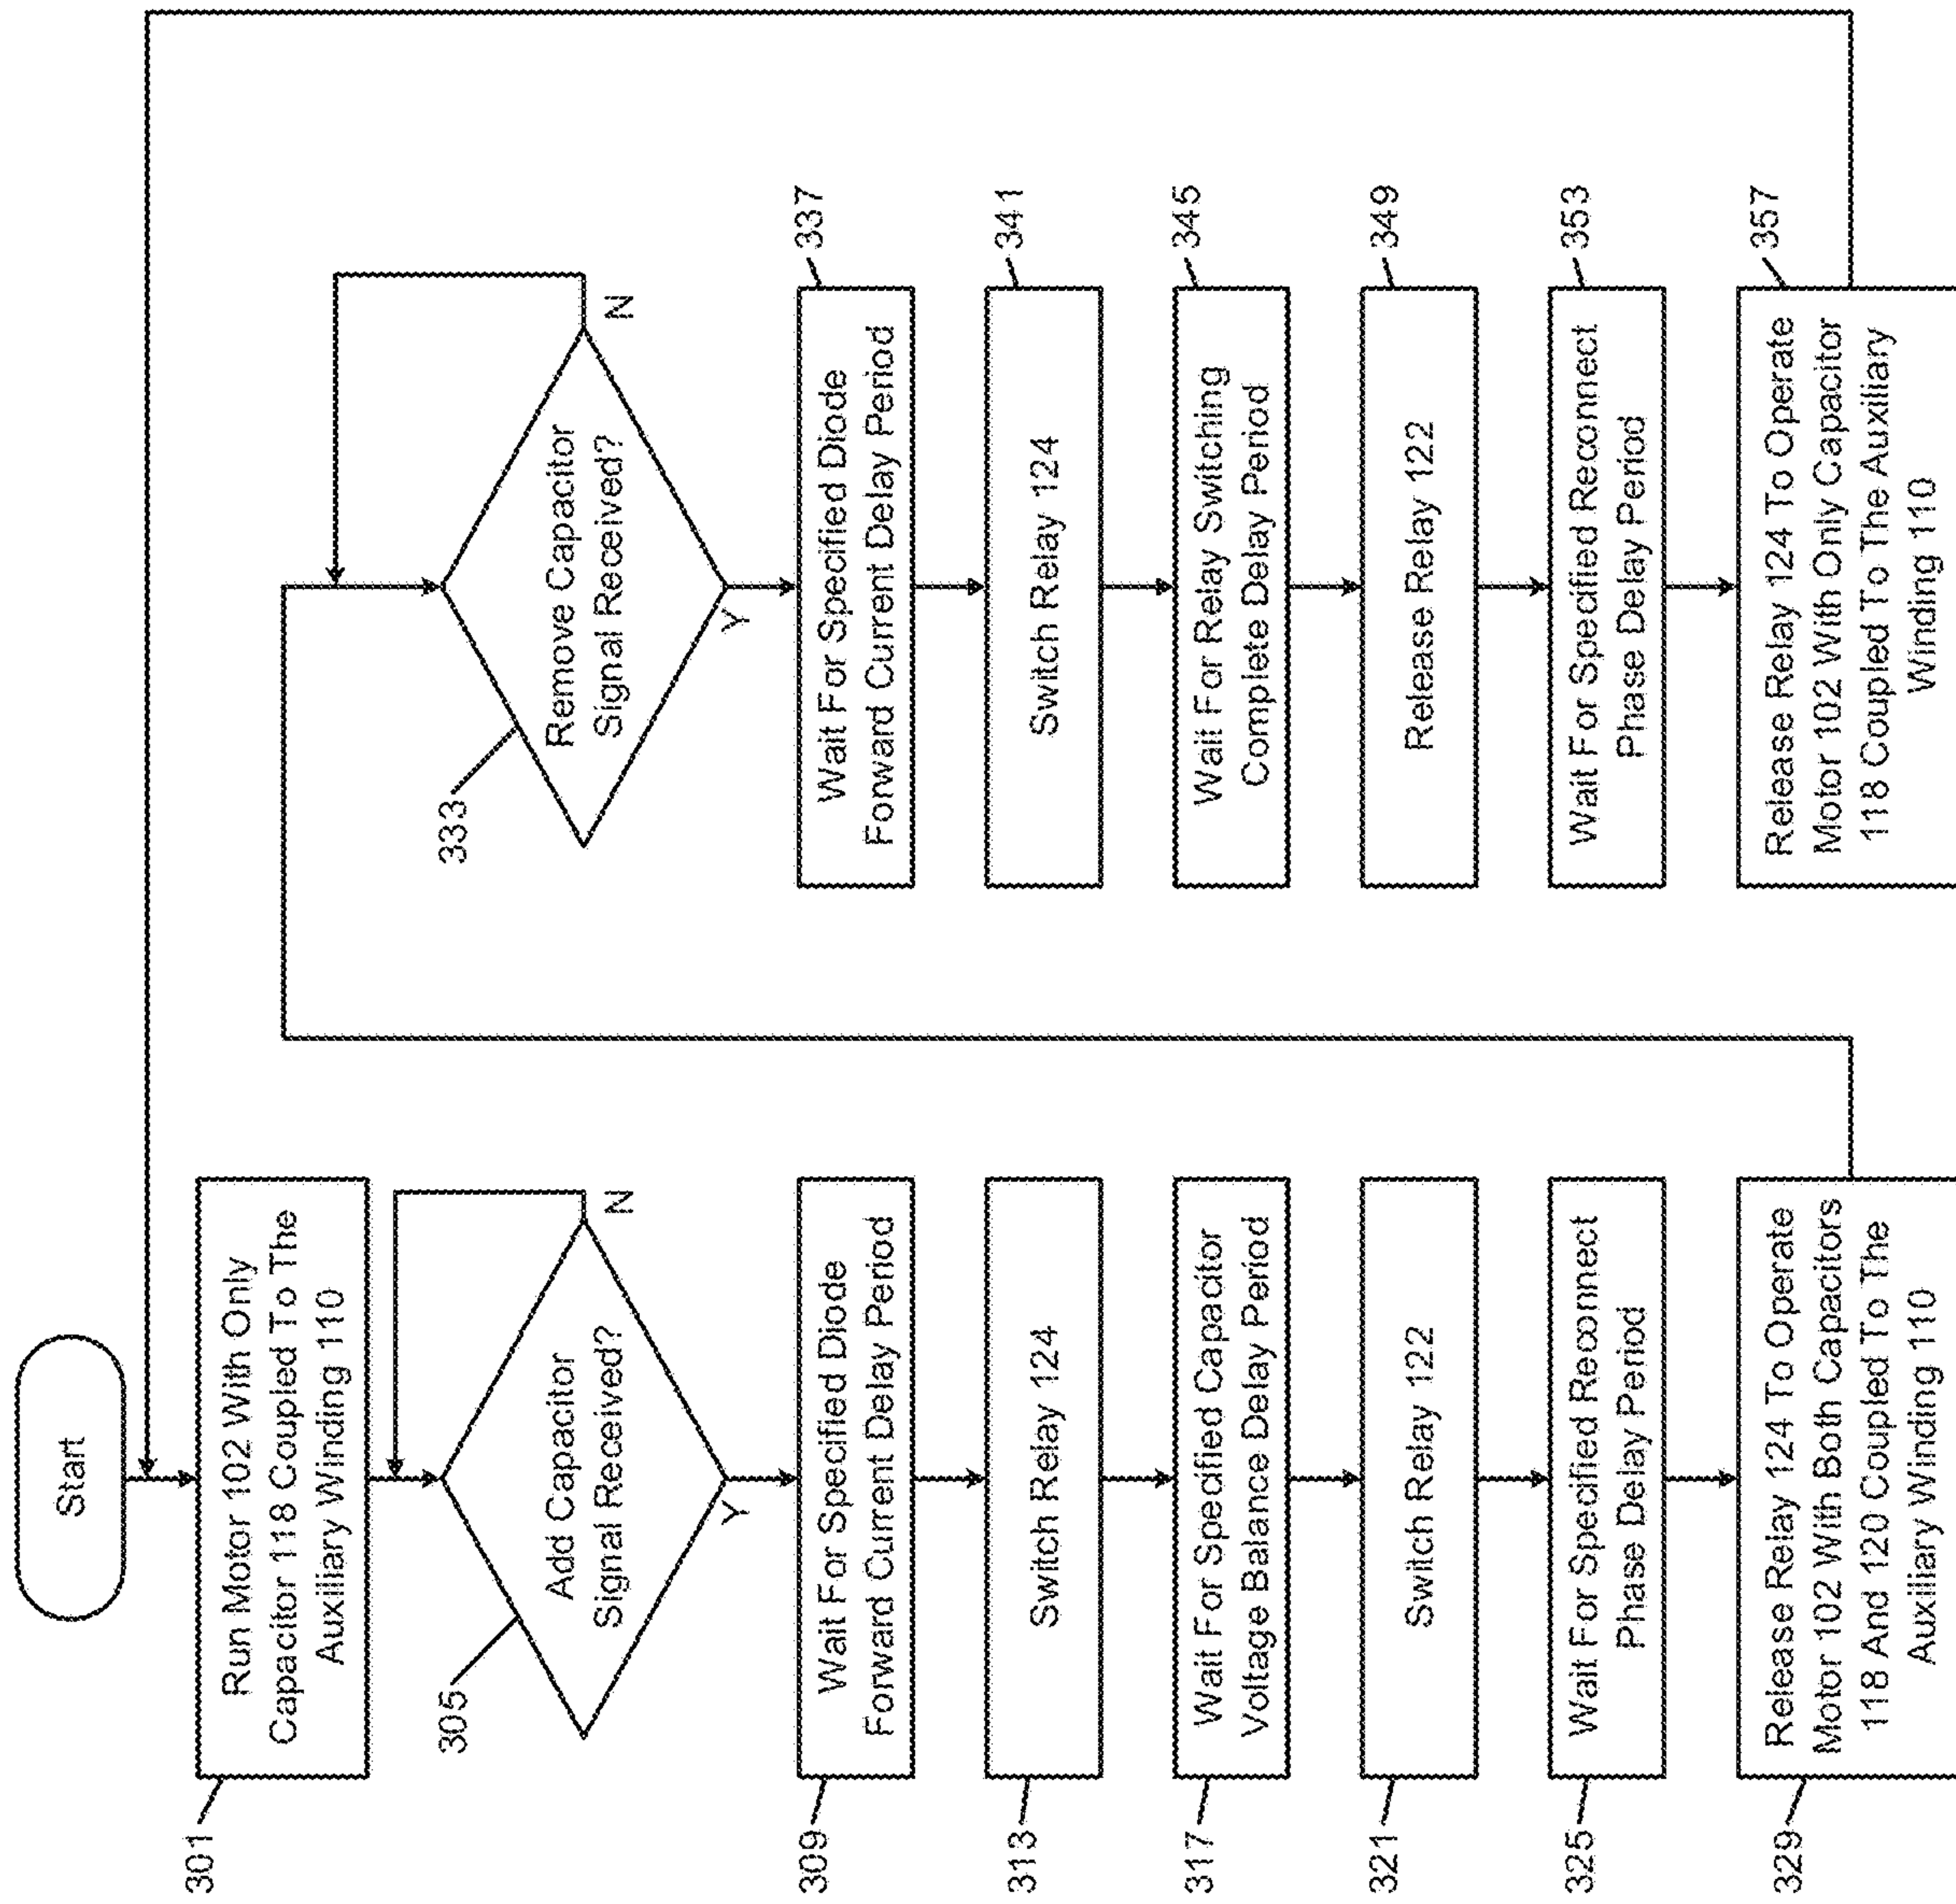 Start
301
Run Motor 102 With Only
Capacitor 118 Coupled To The
Auxiliary Winding 110
305
Add Capacitor
Signal Received?
N
Y
309
Wait For Specified Diode
Forward Current Delay Period
313
Switch Relay 124
317
Wait For Specified Capacitor
Voltage Balance Delay Period
321
Switch Relay 122
325
Wait For Specified Reconnect
Phase Delay Period
329
Release Relay 124 To Operate
Motor 102 With Both Capacitors
118 And 120 Coupled To The
Auxiliary Winding 110
333
Remove Capacitor
Signal Received?
N
Y
337
Wait For Specified Diode
Forward Current Delay Period
341
Switch Relay 124
345
Wait For Relay Switching
Complete Delay Period
349
Release Relay 122
353
Wait For Specified Reconnect
Phase Delay Period
357
Release Relay 124 To Operate
Motor 102 With Only Capacitor
118 Coupled To The Auxiliary
Winding 110